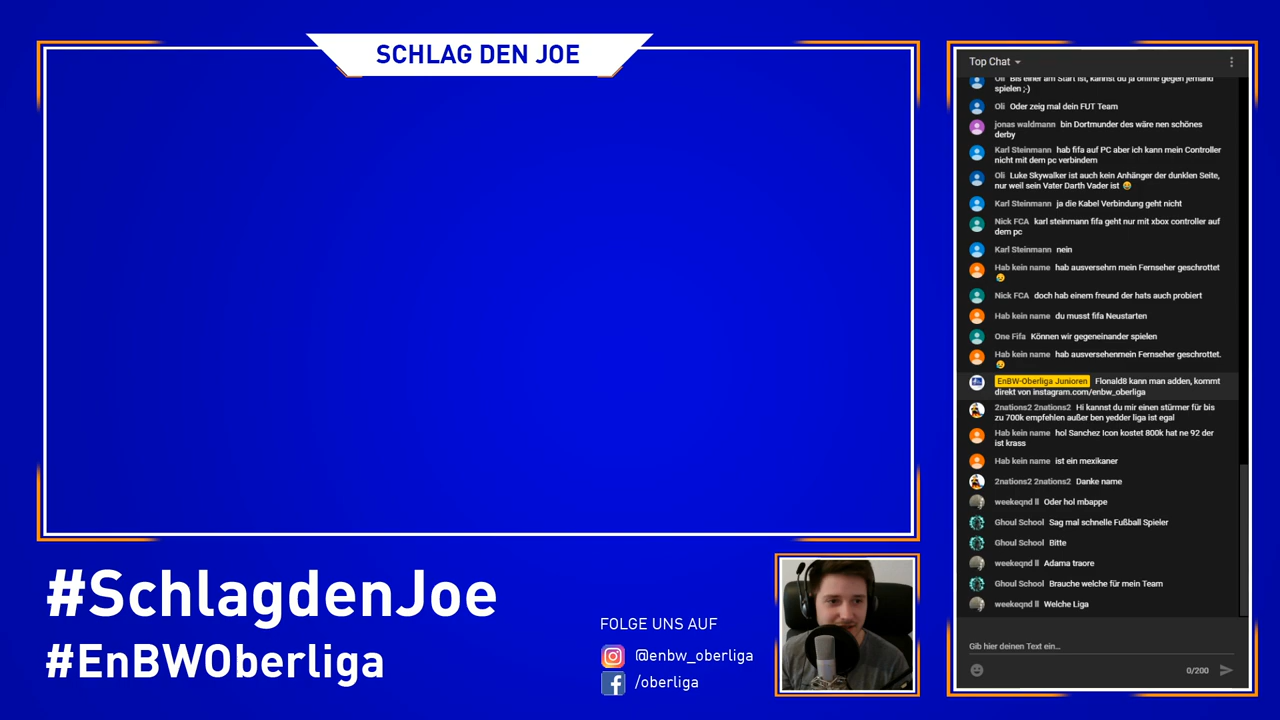 SCHLAG DEN JOE
#SchlagdenJoe
#EnBWOberliga
FOLGE UNS AUF
@enbw_oberliga
/oberliga
Top Chat
Oli Bis einer am Start ist, kannst du ja online gegen jemand
spielen ;-)
Oli Oder zeig mal dein FUT Team
jonas waldmann bin Dortmunder des wäre nen schönes
derby
Karl Steinmann hab fifa auf PC aber ich kann mein Controller
nicht mit dem pc verbindem
Oli Luke Skywalker ist auch kein Anhänger der dunklen Seite,
nur weil sein Vater Darth Vader ist 😂
Karl Steinmann ja die Kabel Verbindung geht nicht
Nick FCA karl steinmann fifa geht nur mit xbox controller auf
dem pc
Karl Steinmann nein
Hab kein name hab ausversehm mein Fernseher geschrottet
😂
Nick FCA doch hab einem freund der hats auch probiert
Hab kein name du musst fifa Neustarten
One Fifa Können wir gegeneinander spielen
Hab kein name hab ausversehenmein Fernseher geschrottet.
😂
EnBW-Oberliga Junioren Flonald8 kann man adden, kommt
direkt von instagram.com/enbw_oberliga
2nations2 2nations2 Hi kannst du mir einen stürmer für bis
zu 700k empfehlen außer ben yedder liga ist egal
Hab kein name hol Sanchez Icon kostet 800k hat ne 92 der
ist krass
Hab kein name ist ein mexikaner
2nations2 2nations2 Danke name
weekeqnd ll Oder hol mbappe
Ghoul School Sag mal schnelle Fußball Spieler
Ghoul School Bitte
weekeqnd ll Adama traore
Ghoul School Brauche welche für mein Team
weekeqnd ll Welche Liga
Gib hier deinen Text ein...
0/200